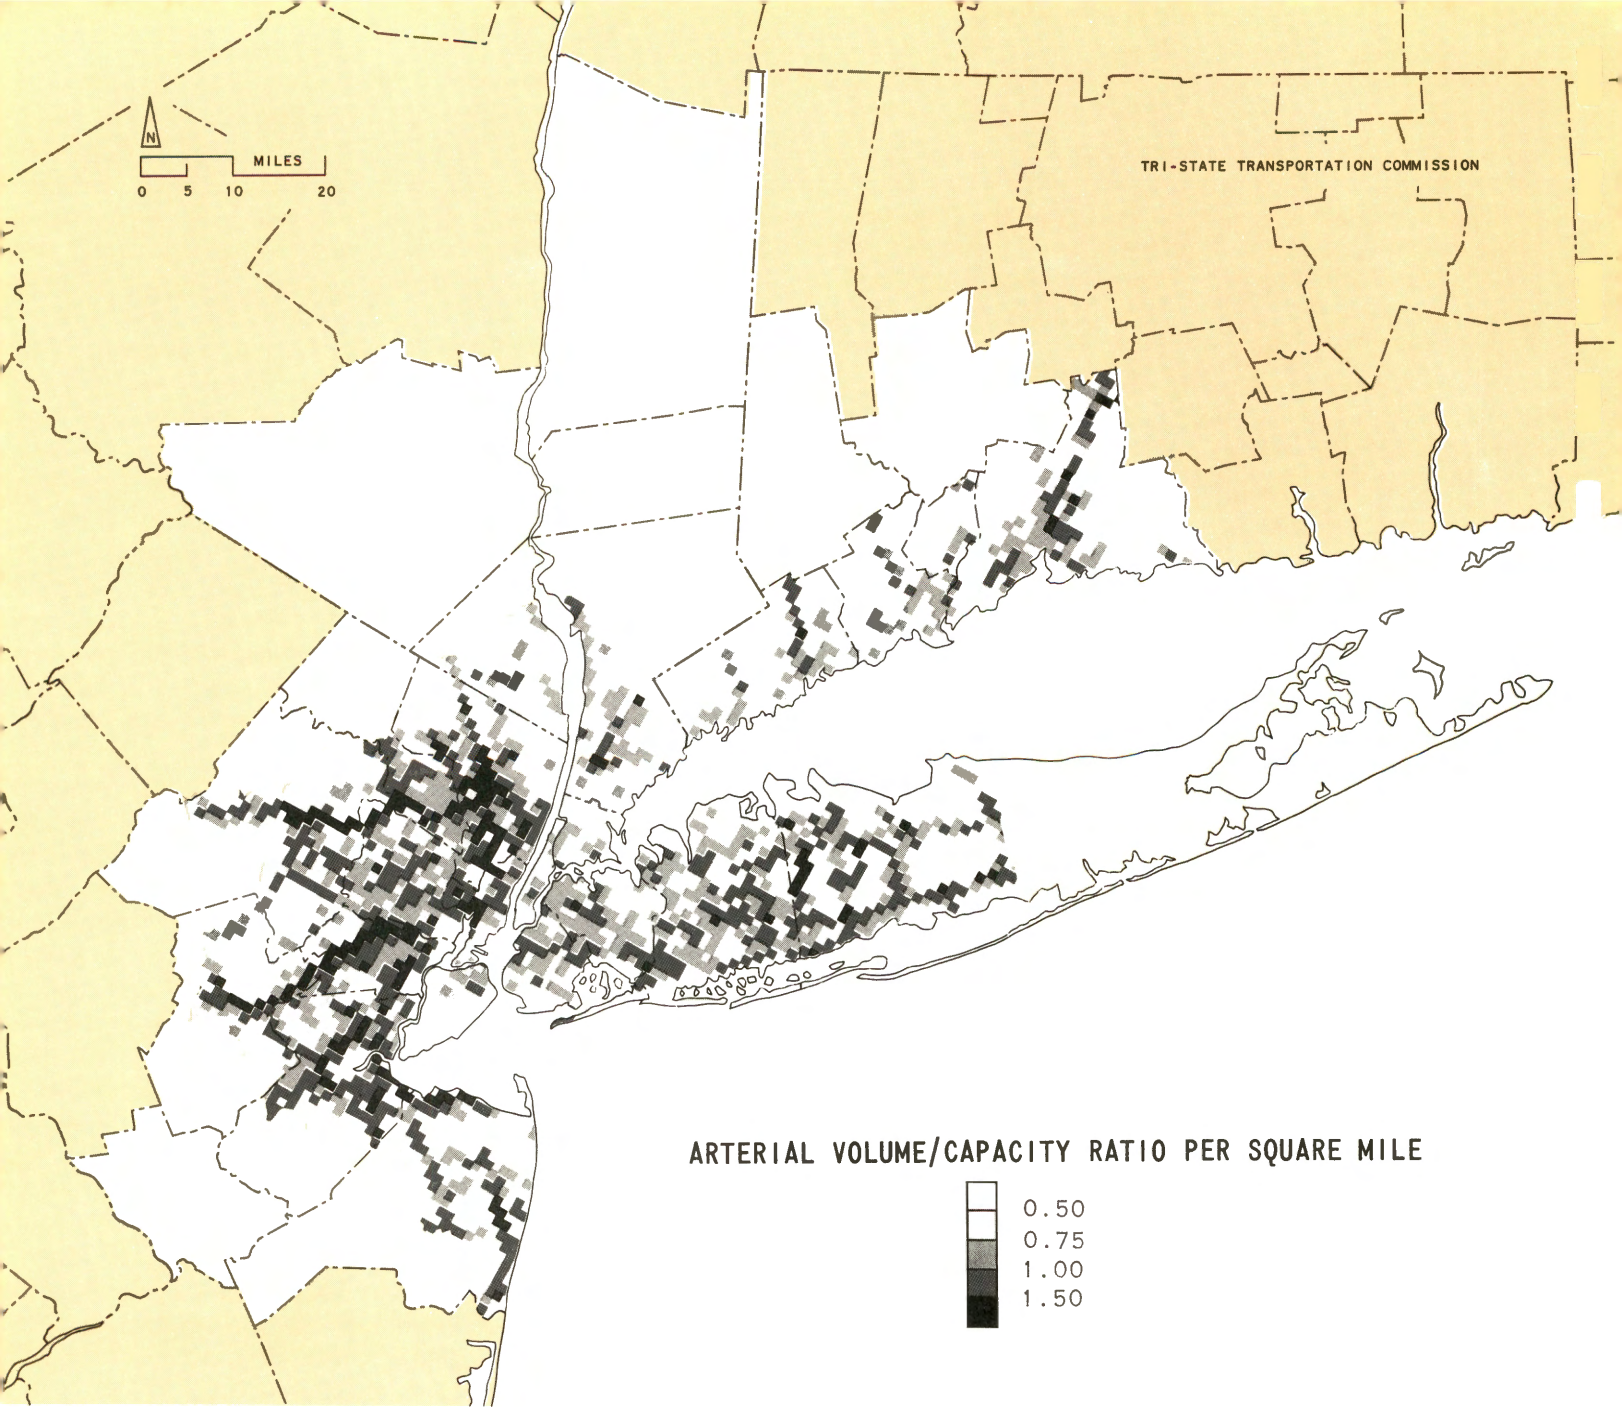 N
MILES
0 5 10 20
TRI-STATE TRANSPORTATION COMMISSION
ARTERIAL VOLUME/CAPACITY RATIO PER SQUARE MILE
0.50
0.75
1.00
1.50